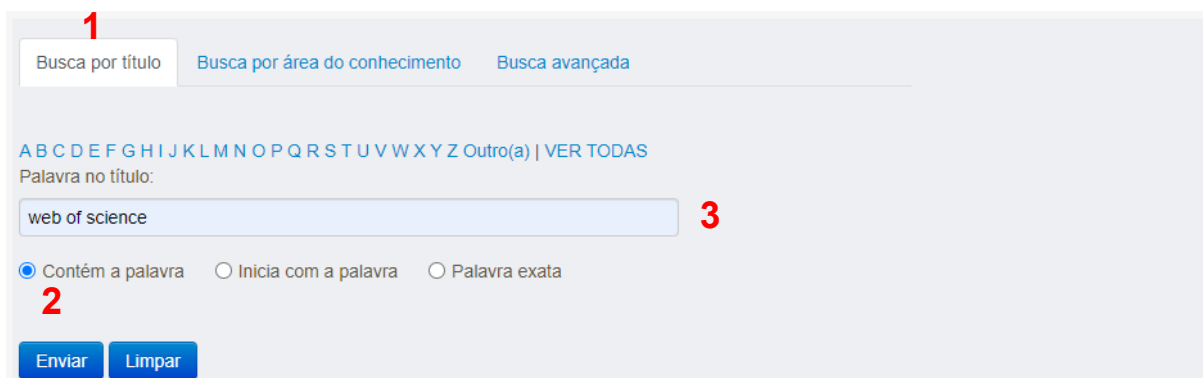 1
Busca por título Busca por área do conhecimento Busca avançada
A B C D E F G H I J K L M N O P Q R S T U V W X Y Z Outro(a) | VER TODAS
Palavra no título:
web of science 3
Contém a palavra Inicia com a palavra Palavra exata
2
Enviar Limpar